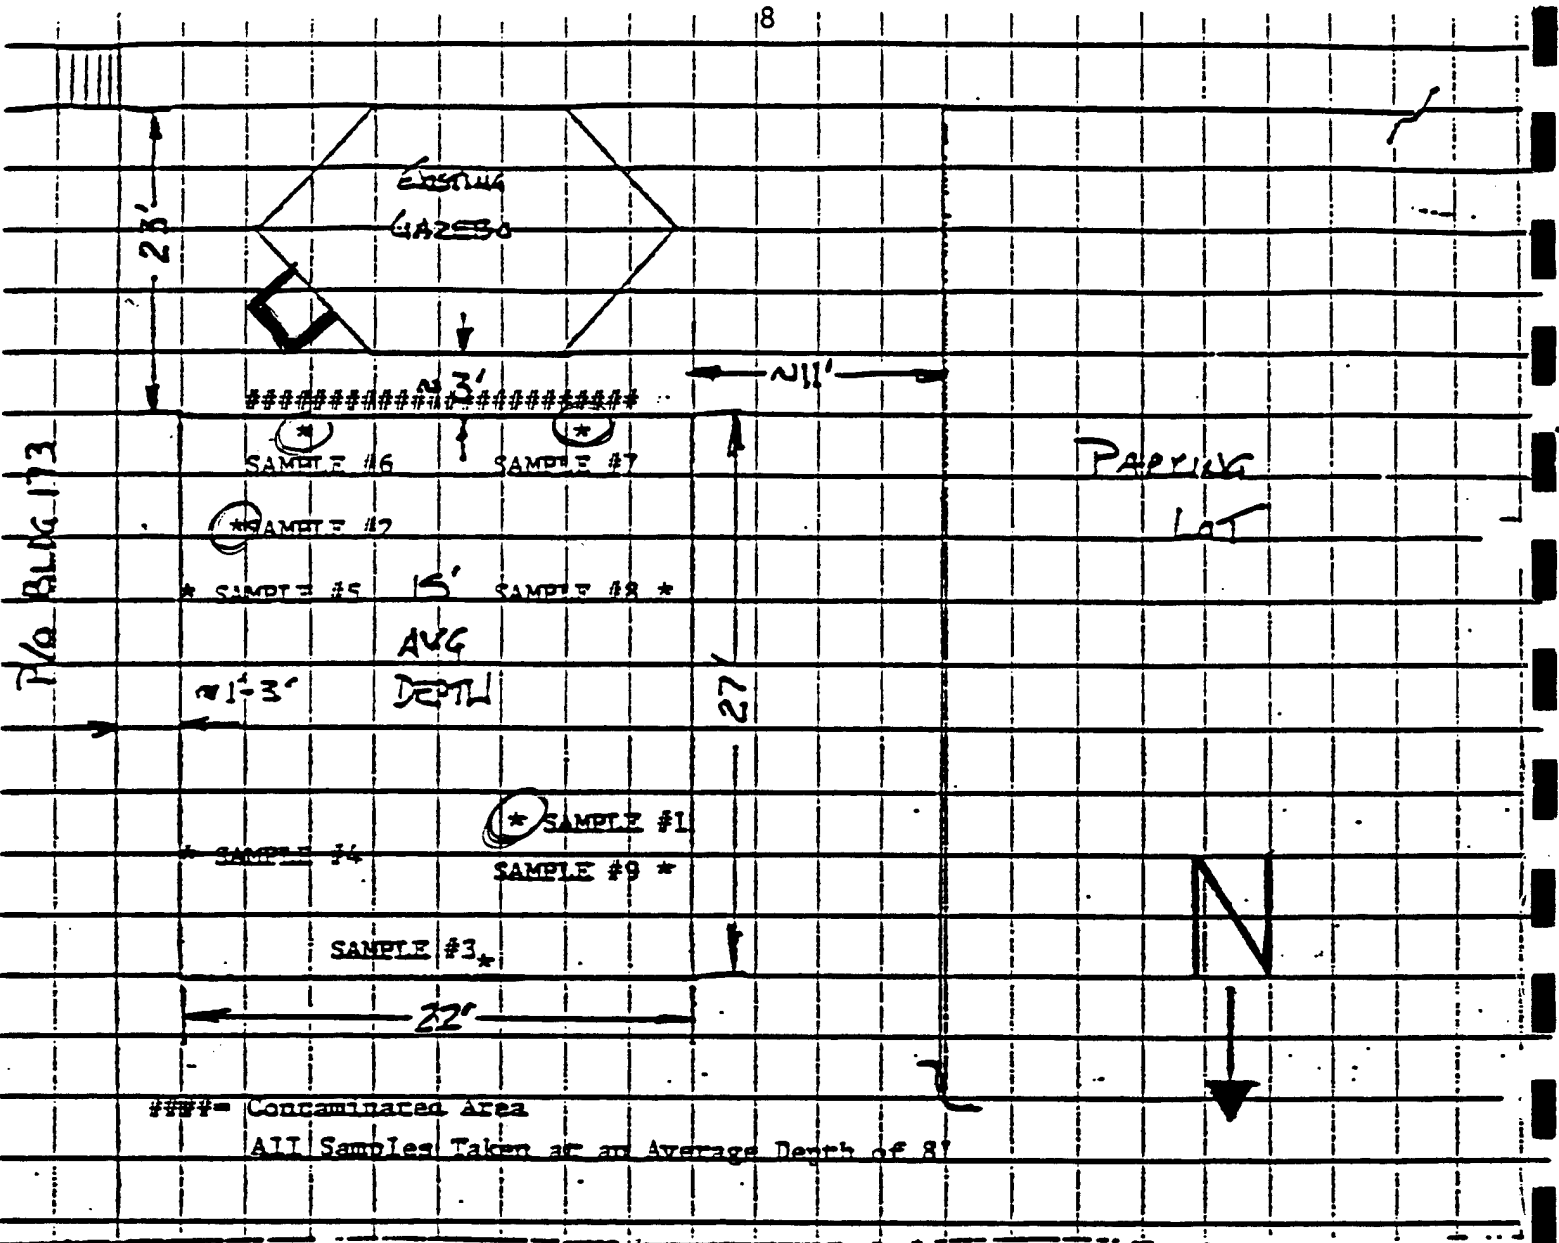 8
EXISTING
GAZEBO
23'
≈ 3'
~11'
########################
*
*
SAMPLE #6
SAMPLE #7
PARKING
LOT
P/O BLDG 173
* SAMPLE #2
* SAMPLE #5
15'
SAMPLE #8 *
AVG
DEPTH
≈1'-3"
27'
* SAMPLE #1
* SAMPLE #4
SAMPLE #9 *
N
SAMPLE #3 *
22'
####= Contaminated Area
All Samples Taken at an Average Depth of 8'